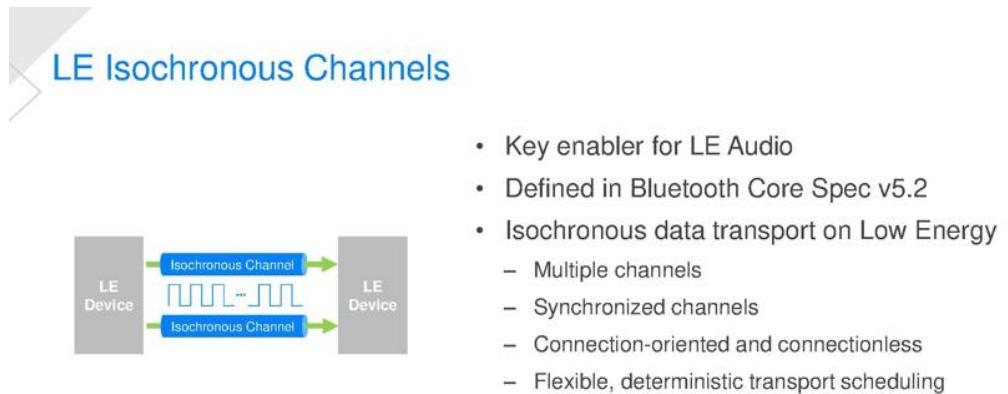 LE Isochronous Channels
• Key enabler for LE Audio
• Defined in Bluetooth Core Spec v5.2
• Isochronous data transport on Low Energy
– Multiple channels
– Synchronized channels
– Connection-oriented and connectionless
– Flexible, deterministic transport scheduling
LE
Device
Isochronous Channel
...
Isochronous Channel
LE
Device